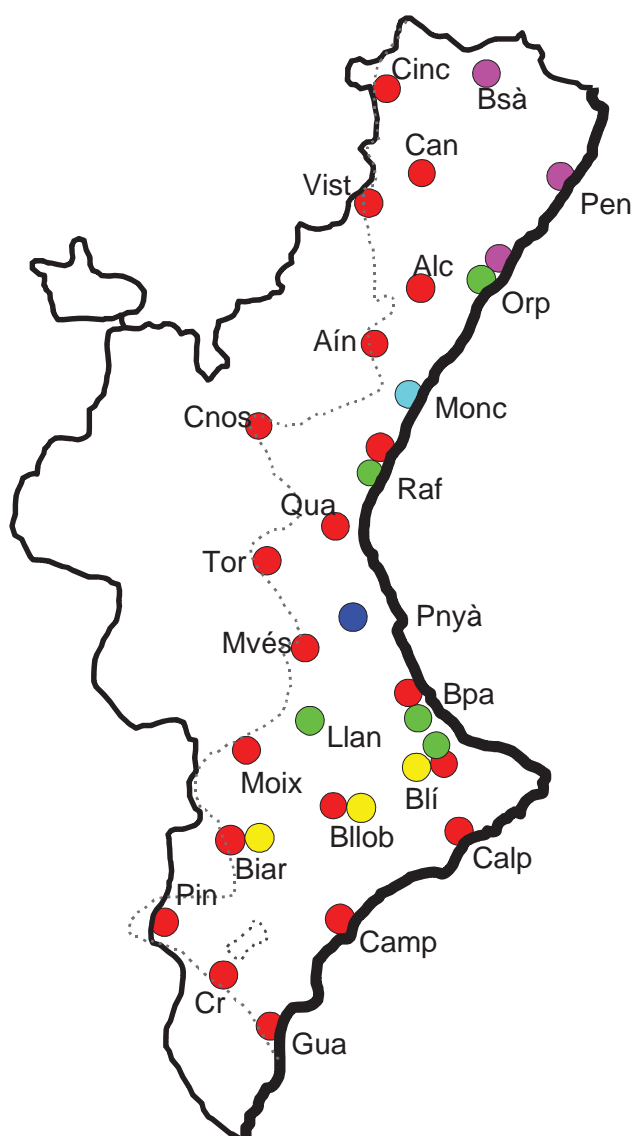 Cinc
Bsà
Can
Vist
Pen
Alc
Orp
Aín
Monc
Cnos
Raf
Qua
Tor
Pnyà
Mvés
Bpa
Llan
Moix
Blí
Bllob
Calp
Biar
Pin
Camp
Cr
Gua